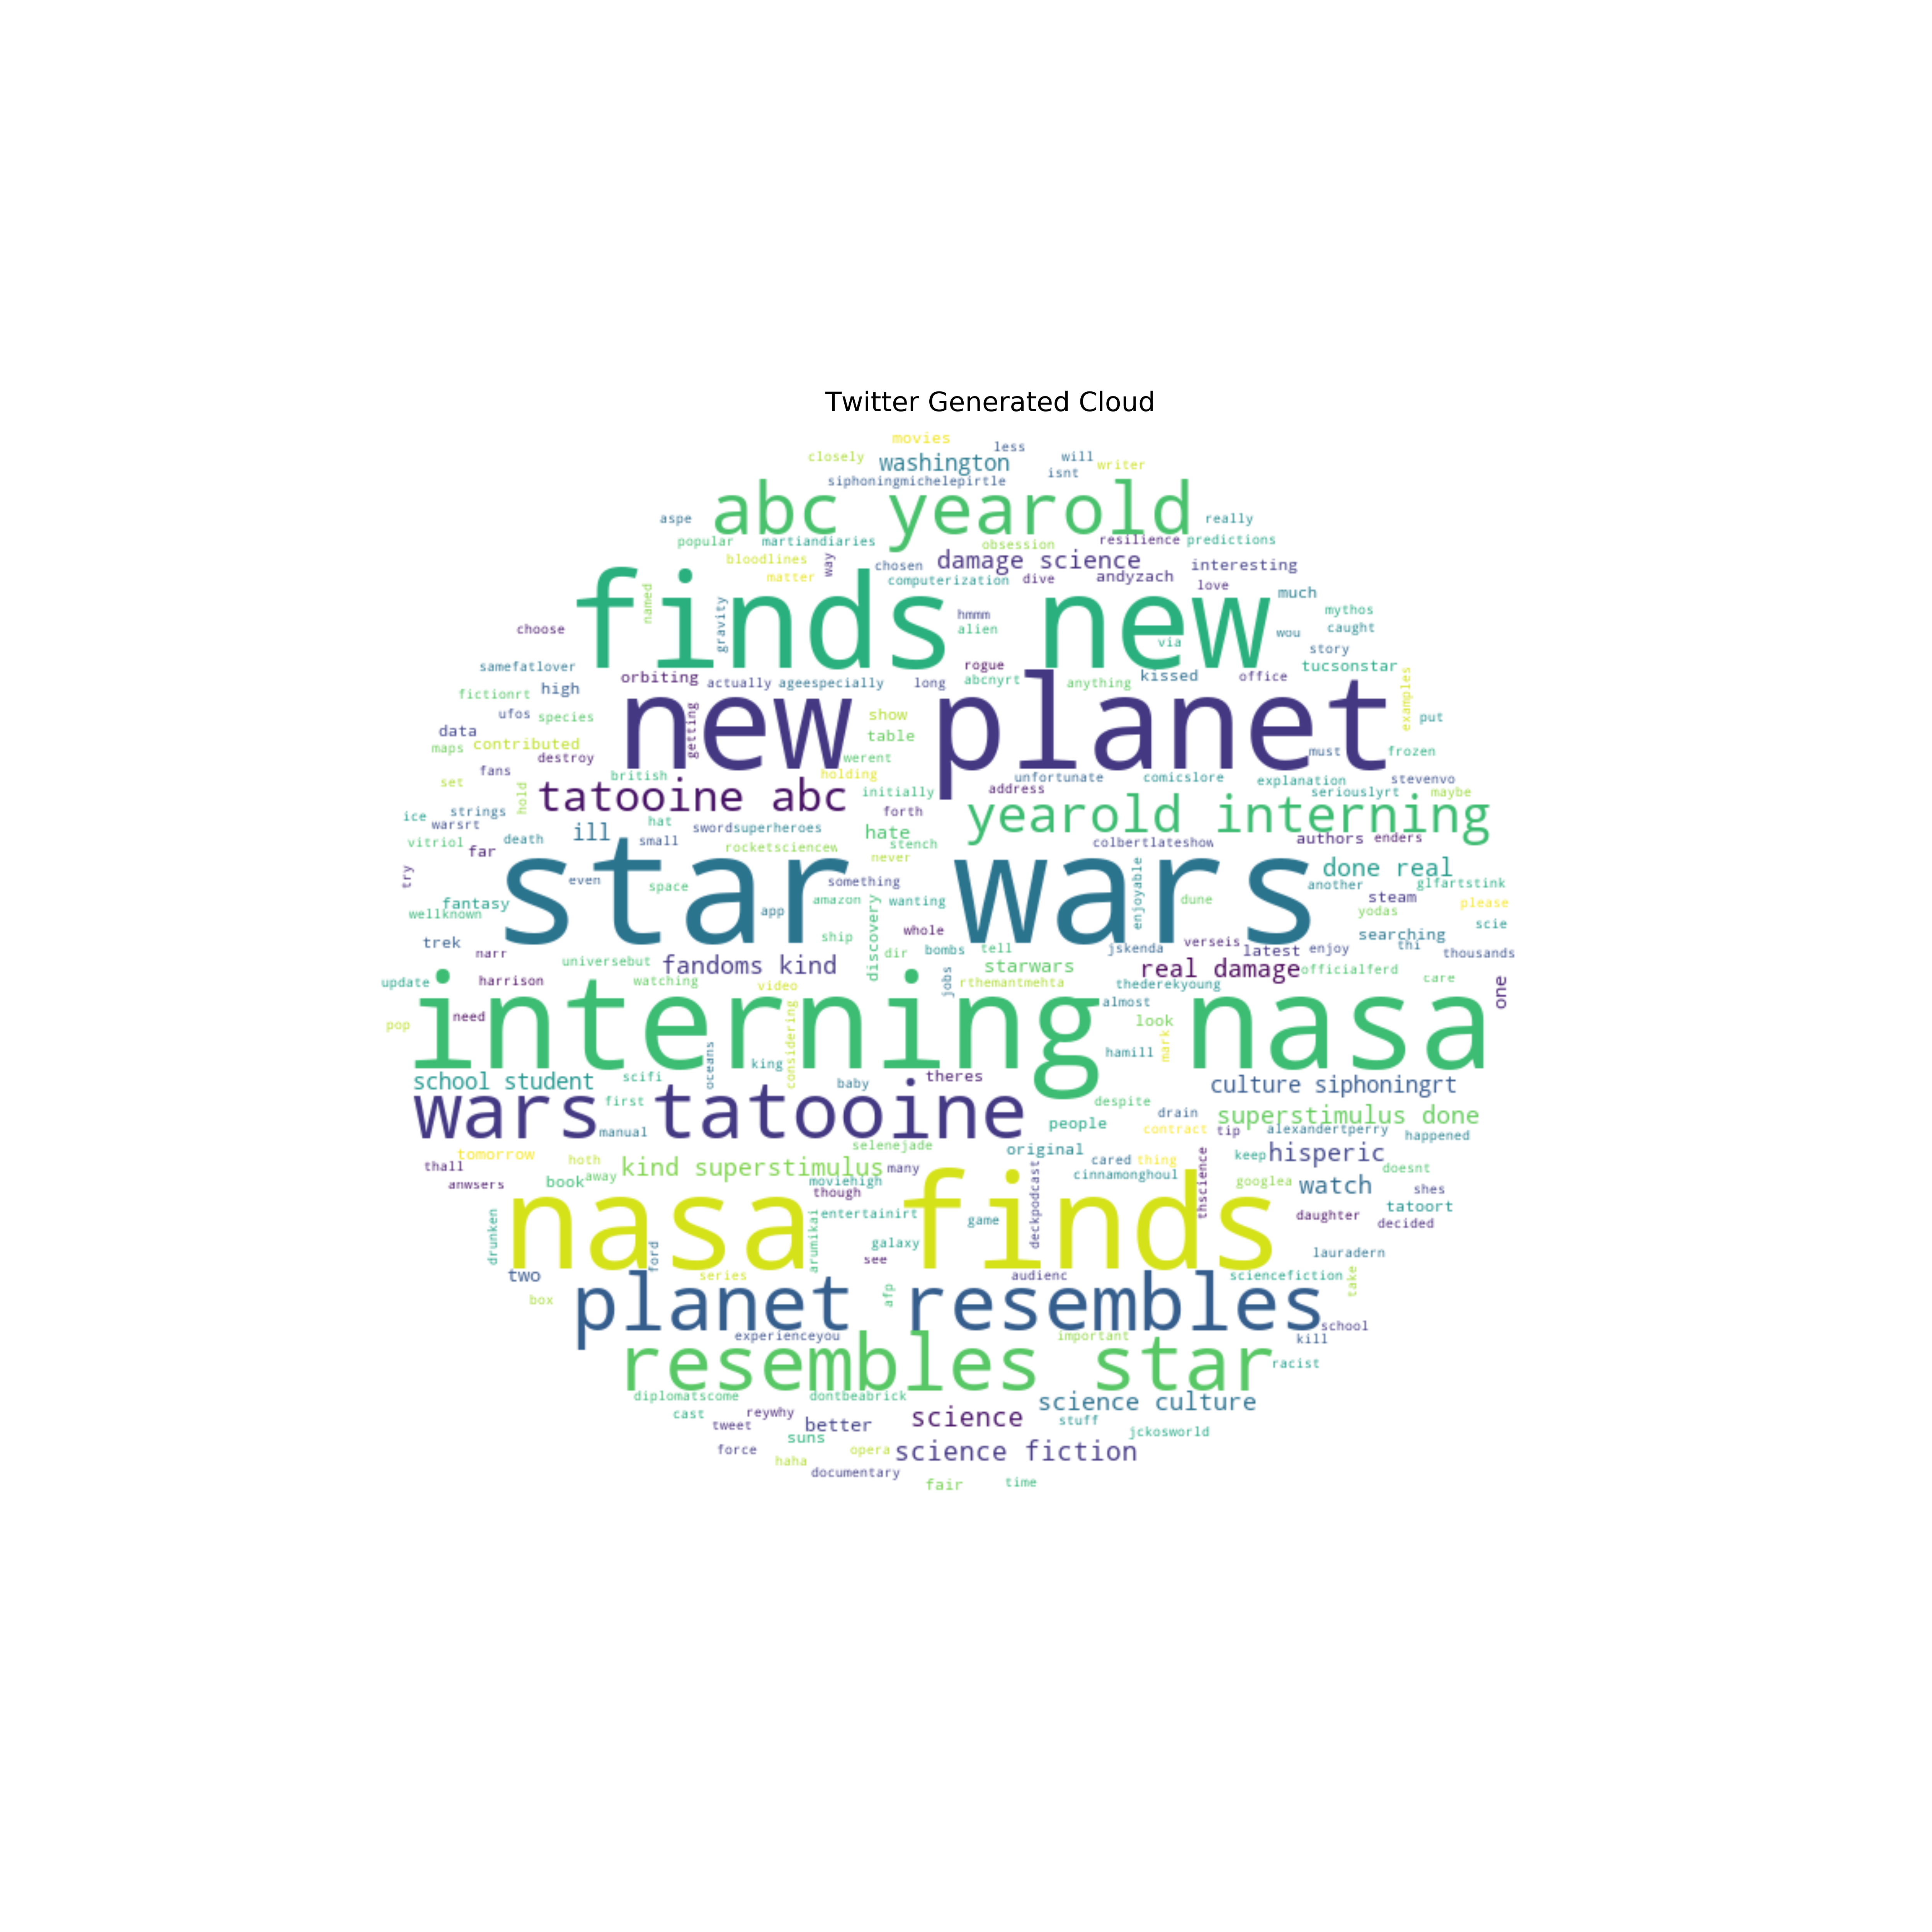 Twitter Generated Cloud
movies
less
closely
washington
will
isnt
writer
siphoningmichelepirtle
abc yearold
aspe
really
popular
martiandiaries
obsession
resilience
predictions
bloodlines
way
chosen
damage science
interesting
matter
computerization
dive
andyzach
love
finds new
named
gravity
much
hmmm
alien
mythos
choose
via
wou
caught
story
samefatlover
rogue
tucsonstar
orbiting
actually
ageespecially
long
abcnyrt
anything
kissed
office
fictionrt
high
new planet
examples
ufos
species
getting
show
put
data
table
maps
contributed
destroy
werent
must
frozen
fans
british
holding
unfortunate
comicslore
explanation
stevenvo
set
hold
tatooine abc
initially
address
seriouslyrt
maybe
ice
strings
forth
yearold interning
warsrt
hat
vitriol
death
ill
small
swordsuperheroes
hate
stench
colbertlateshow
authors
enders
far
rocketsciencew
never
star wars
done real
try
even
space
something
enjoyable
another
glfartstink
fantasy
wellknown
app
amazon
wanting
dune
steam
yodas
please
discovery
ship
whole
searching
scie
trek
narr
dir
bombs
tell
jskenda
verseis
latest
enjoy
thi
thousands
universebut
fandoms kind
starwars
real damage
officialferd
update
harrison
watching
video
jobs
rthemantmehta
thederekyoung
care
one
interning nasa
pop
need
considering
almost
look
mark
oceans
king
hamill
school student
scifi
baby
theres
culture siphoningrt
wars tatooine
first
despite
drain
superstimulus done
manual
people
contract
tip
alexandertperry
happened
selenejade
tomorrow
original
thall
hoth
kind superstimulus
many
cared
thing
keep
hisperic
doesnt
anwsers
book
away
moviehigh
cinnamonghoul
thscience
googlea
watch
shes
though
deckpodcast
nasa finds
tatoort
drunken
arumikai
entertainirt
game
daughter
decided
ford
galaxy
see
lauradern
two
series
audienc
sciencefiction
take
box
planet resembles
afp
school
experienceyou
important
kill
resembles star
racist
diplomatscome
dontbeabrick
science culture
cast
reywhy
tweet
better
science
stuff
suns
jckosworld
force
opera
science fiction
haha
documentary
fair
time